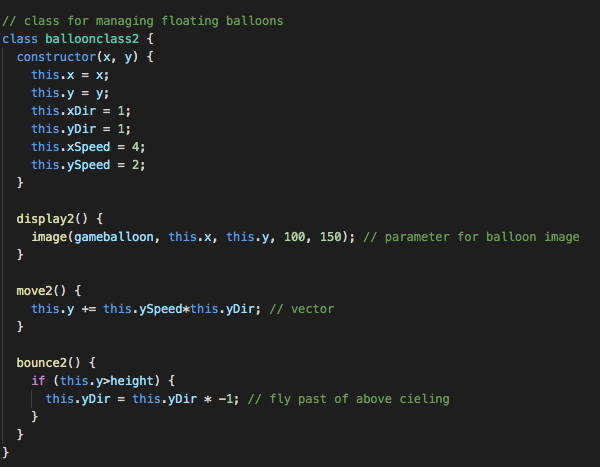 // class for managing floating balloons
class balloonclass2 {
constructor(x, y) {
this.x = x;
this.y = y;
this.xDir = 1;
this.yDir = 1;
this.xSpeed = 4;
this.ySpeed = 2;
}
display2() {
image(gameballoon, this.x, this.y, 100, 150); // parameter for balloon image
}
move2() {
this.y += this.ySpeed*this.yDir; // vector
}
bounce2() {
if (this.y>height) {
this.yDir = this.yDir * -1; // fly past of above cieling
}
}
}